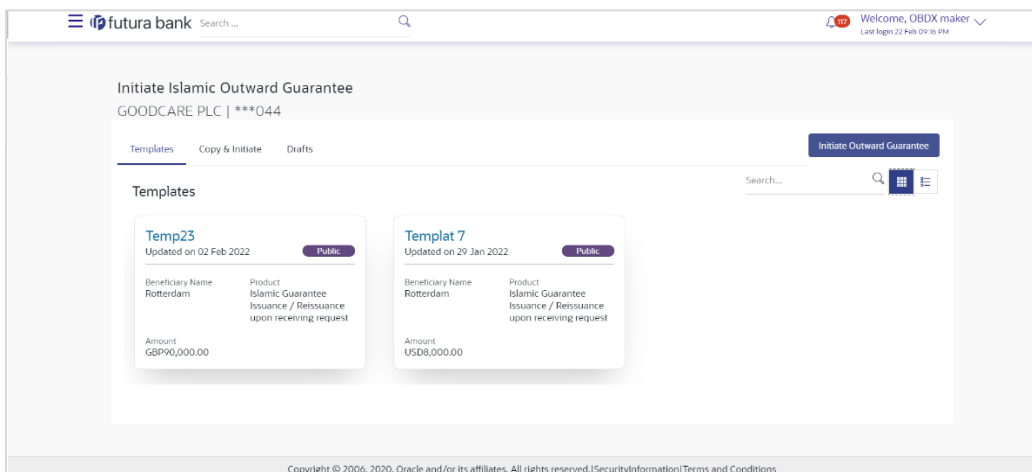 futura bank
Search ...
117
Welcome, OBDX maker
Last login 22 Feb 09:16 PM
Initiate Islamic Outward Guarantee
GOODCARE PLC | ***044
Templates
Copy & Initiate
Drafts
Initiate Outward Guarantee
Templates
Search...
Temp23
Updated on 02 Feb 2022
Public
Beneficiary Name
Rotterdam
Product
Islamic Guarantee
Issuance / Reissuance
upon receiving request
Amount
GBP90,000.00
Templat 7
Updated on 29 Jan 2022
Public
Beneficiary Name
Rotterdam
Product
Islamic Guarantee
Issuance / Reissuance
upon receiving request
Amount
USD8,000.00
Copyright © 2006, 2020, Oracle and/or its affiliates. All rights reserved.|SecurityInformation|Terms and Conditions